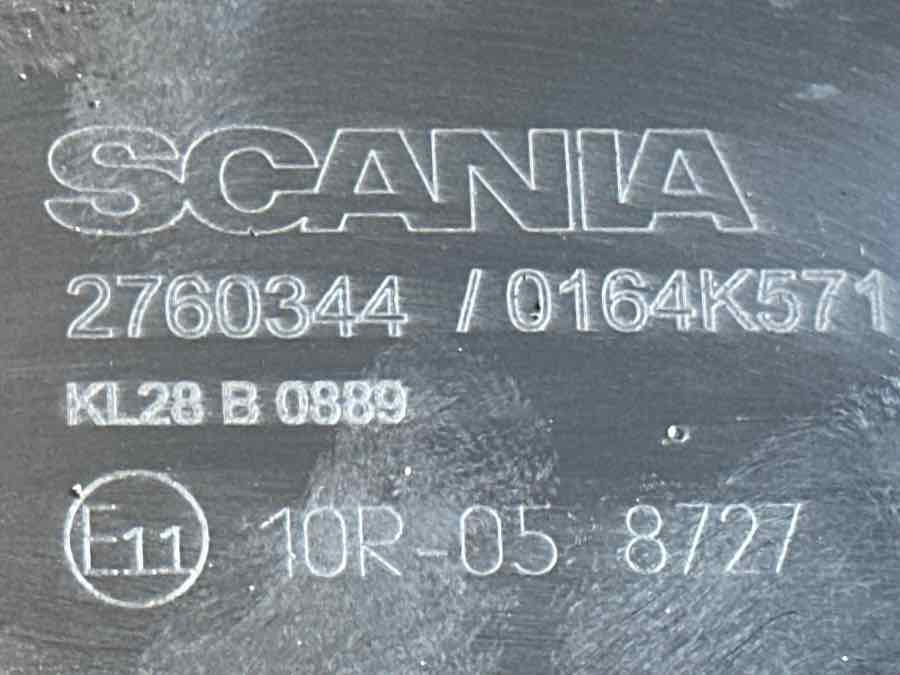 SCANIA
2760344 / 0164K571
KL28 B 0889
E11 10R-05 8727